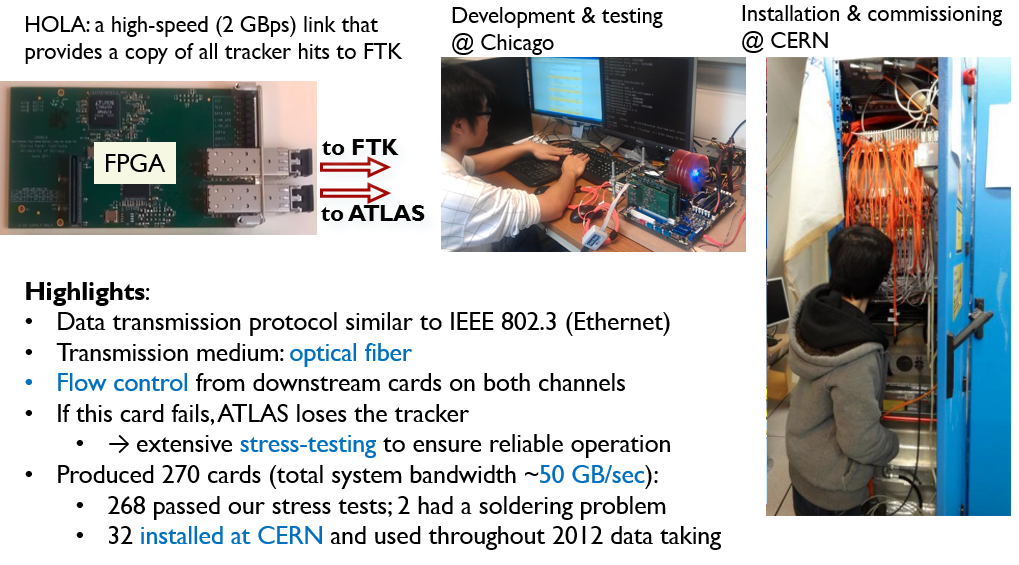 HOLA: a high-speed (2 GBps) link that
provides a copy of all tracker hits to FTK
Development & testing
@ Chicago
Installation & commissioning
@ CERN
FPGA
to FTK
to ATLAS
Highlights:
• Data transmission protocol similar to IEEE 802.3 (Ethernet)
• Transmission medium: optical fiber
• Flow control from downstream cards on both channels
• If this card fails, ATLAS loses the tracker
• → extensive stress-testing to ensure reliable operation
• Produced 270 cards (total system bandwidth ~50 GB/sec):
• 268 passed our stress tests; 2 had a soldering problem
• 32 installed at CERN and used throughout 2012 data taking